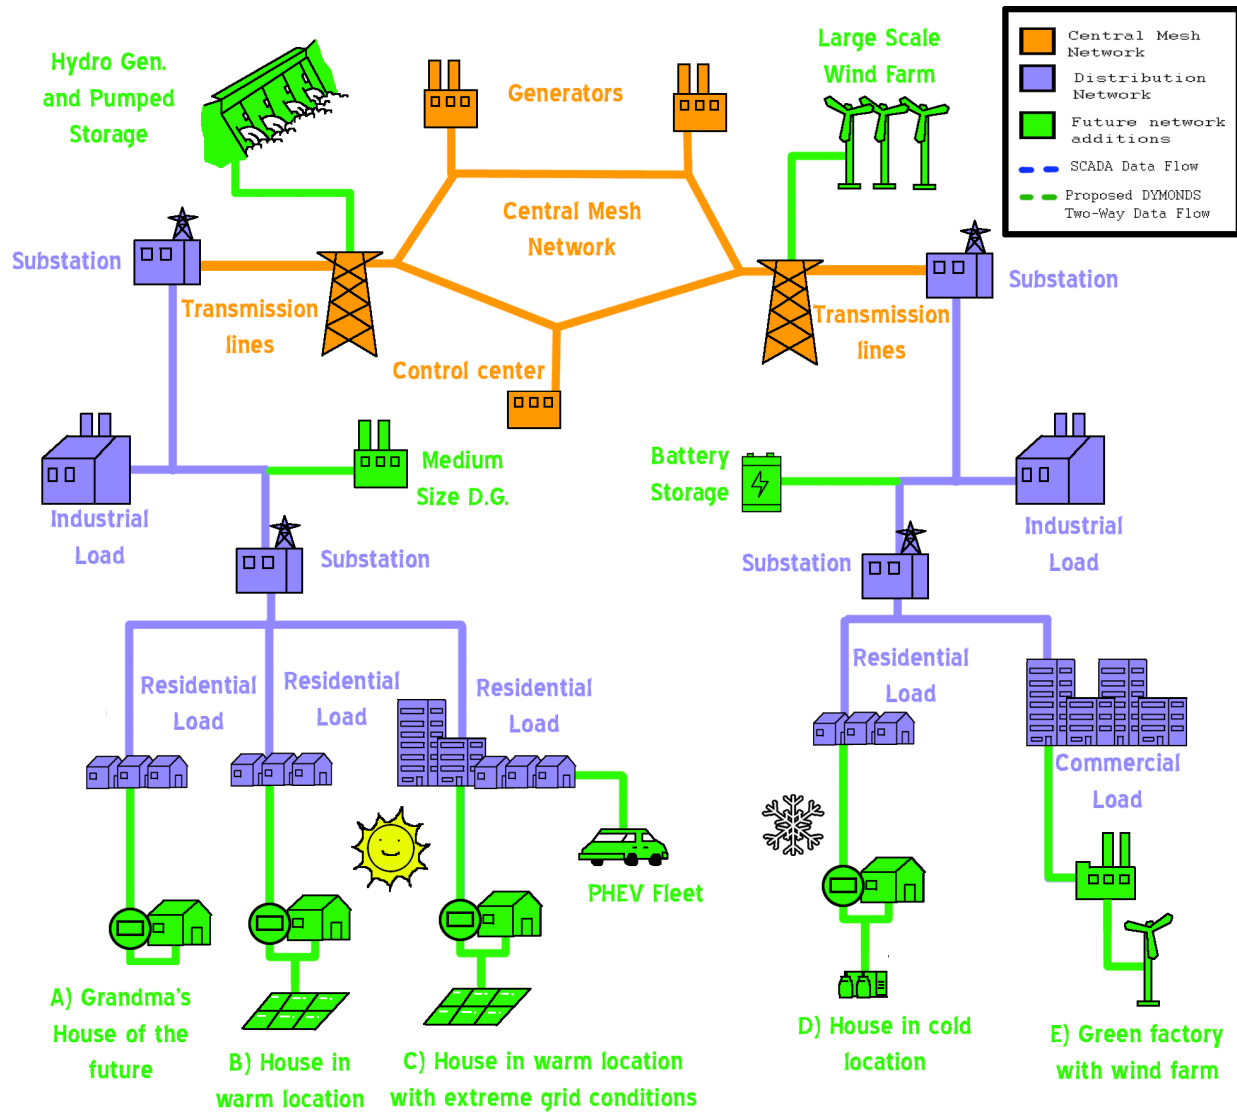 Hydro Gen.
and Pumped
Storage
Generators
Large Scale
Wind Farm
Central Mesh
Network
Distribution
Network
Future network
additions
SCADA Data Flow
Proposed DYMONDS
Two-Way Data Flow
Central Mesh
Network
Substation
Transmission
lines
Control center
Transmission
lines
Substation
Industrial
Load
Medium
Size D.G.
Battery
Storage
Industrial
Load
Substation
Substation
Residential
Load
Residential
Load
Residential
Load
Residential
Load
Commercial
Load
PHEV Fleet
A) Grandma's
House of the
future
B) House in
warm location
C) House in warm location
with extreme grid conditions
D) House in cold
location
E) Green factory
with wind farm